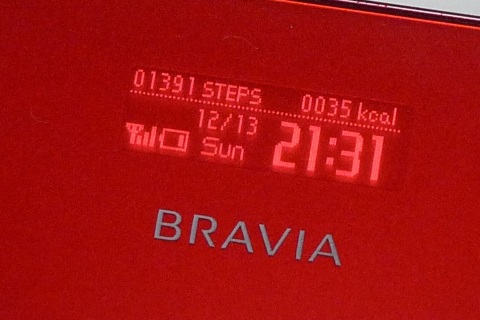 01391 STEPS 0035 kcal
12/13
Sun 21:31
BRAVIA